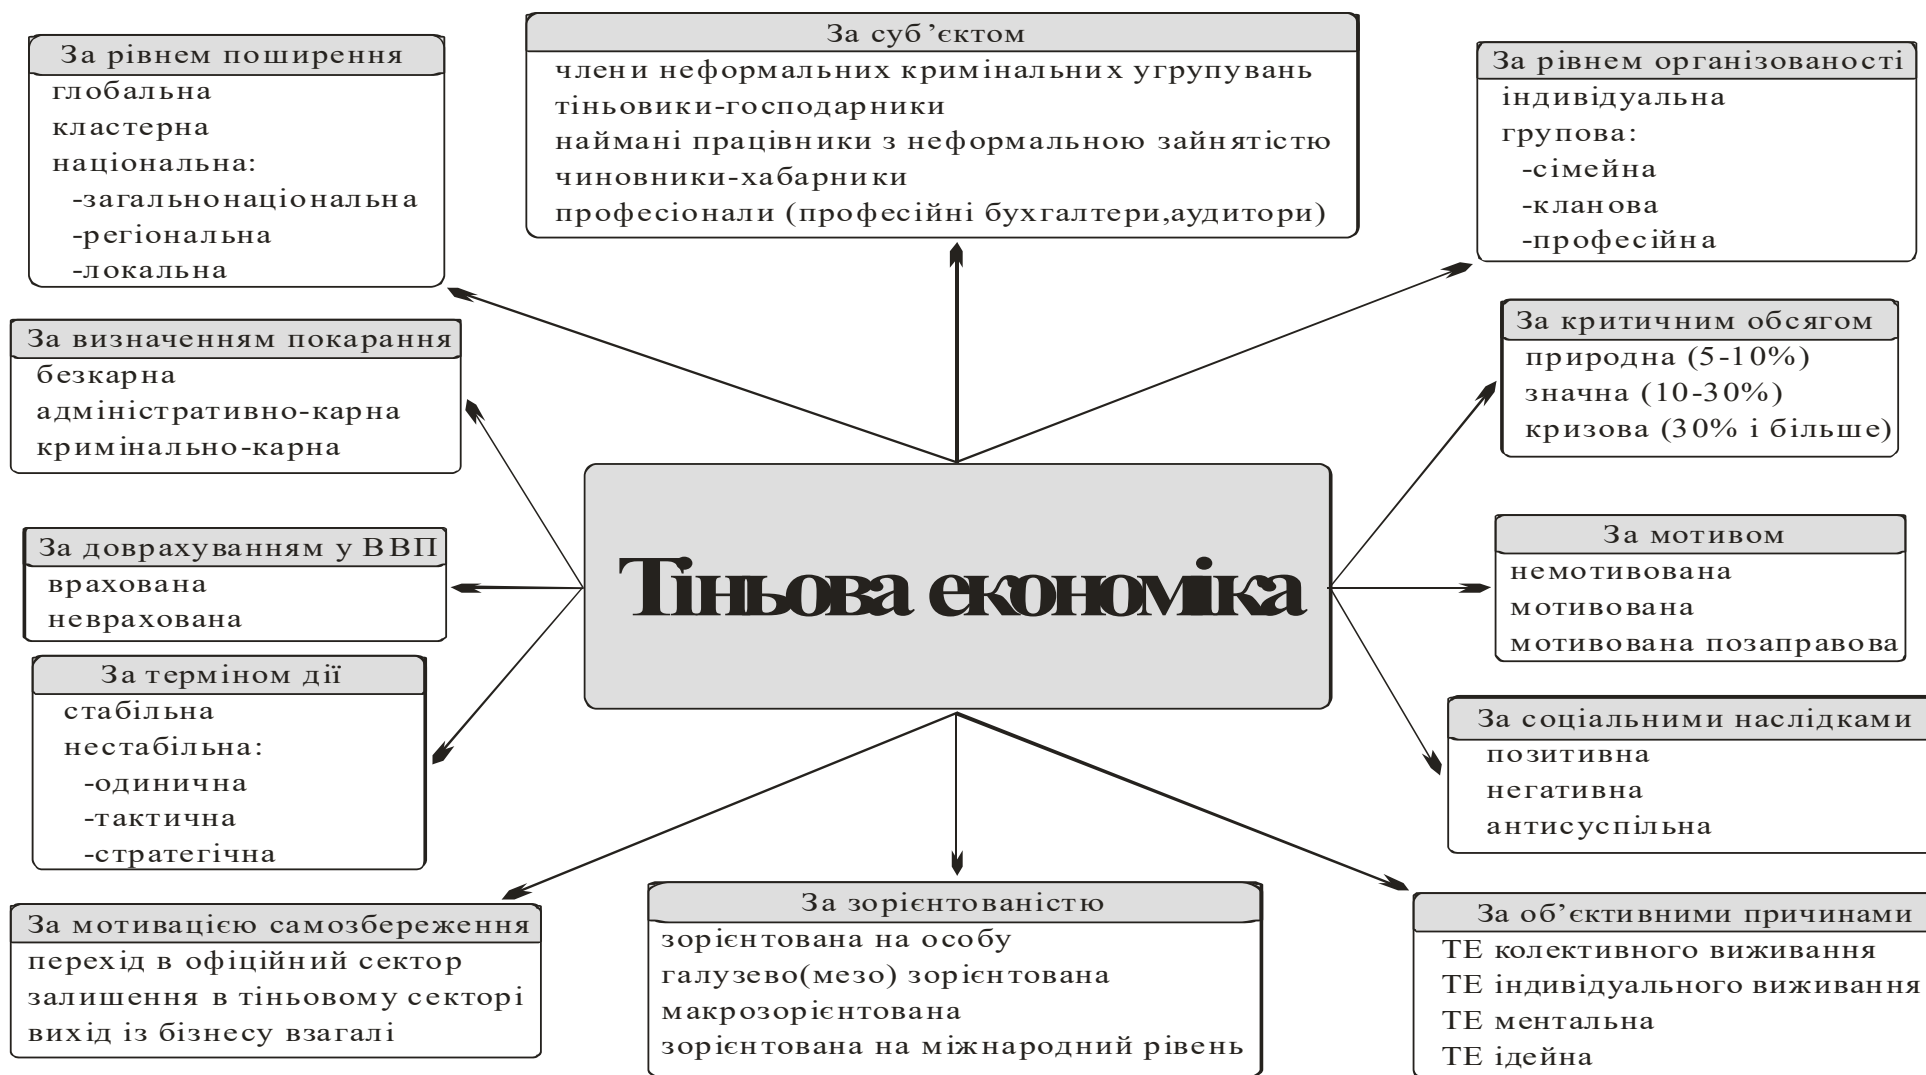 За рівнем поширення
глобальна
кластерна
національна:
-загальнонаціональна
-регіональна
-локальна
За суб’єктом
члени неформальних кримінальних угрупувань
тіньовики-господарники
наймані працівники з неформальною зайнятістю
чиновники-хабарники
професіонали (професійні бухгалтери,аудитори)
За рівнем організованості
індивідуальна
групова:
-сімейна
-кланова
-професійна
За визначенням покарання
безкарна
адміністративно-карна
кримінально-карна
За критичним обсягом
природна (5-10%)
значна (10-30%)
кризова (30% і більше)
За доврахуванням у ВВП
врахована
неврахована
Тіньова економіка
За мотивом
немотивована
мотивована
мотивована позаправова
За терміном дії
стабільна
нестабільна:
-одинична
-тактична
-стратегічна
За соціальними наслідками
позитивна
негативна
антисуспільна
За мотивацією самозбереження
перехід в офіційний сектор
залишення в тіньовому секторі
вихід із бізнесу взагалі
За зорієнтованістю
зорієнтована на особу
галузево(мезо) зорієнтована
макрозорієнтована
зорієнтована на міжнародний рівень
За об’єктивними причинами
ТЕ колективного виживання
ТЕ індивідуального виживання
ТЕ ментальна
ТЕ ідейна